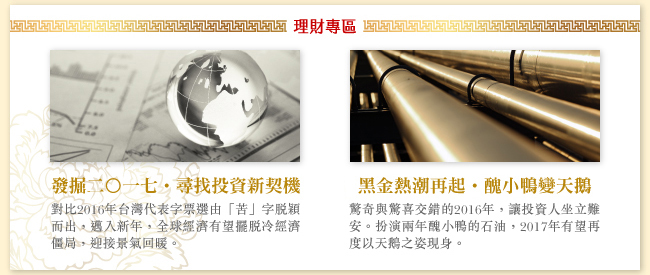 理財專區
發掘二〇一七・尋找投資新契機
對比2016年台灣代表字票選由「苦」字脫穎
而出，邁入新年，全球經濟有望擺脫冷經濟
僵局，迎接景氣回暖。
黑金熱潮再起・醜小鴨變天鵝
驚奇與驚喜交錯的2016年，讓投資人坐立難
安。扮演兩年醜小鴨的石油，2017年有望再
度以天鵝之姿現身。